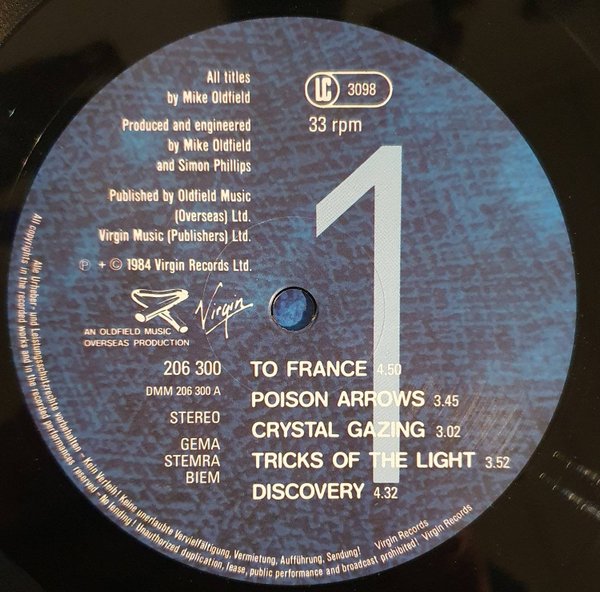 All titles
by Mike Oldfield
Produced and engineered
by Mike Oldfield
and Simon Phillips
Published by Oldfield Music
(Overseas) Ltd.
Virgin Music (Publishers) Ltd.
℗ + © 1984 Virgin Records Ltd.
LC 3098
33 rpm
1
AN OLDFIELD MUSIC
OVERSEAS PRODUCTION
Virgin
206 300
DMM 206 300 A
STEREO
GEMA
STEMRA
BIEM
TO FRANCE 4.50
POISON ARROWS 3.45
CRYSTAL GAZING 3.02
TRICKS OF THE LIGHT 3.52
DISCOVERY 4.32
Alle Urheber- und Leistungsschutzrechte vorbehalten – Kein Verleih! Keine unerlaubte Vervielfältigung, Vermietung, Aufführung, Sendung! Virgin Records
All copyrights in the recorded works and in the recorded performances reserved – No lending! Unauthorized duplication, lease, public performance and broadcast prohibited! Virgin Records